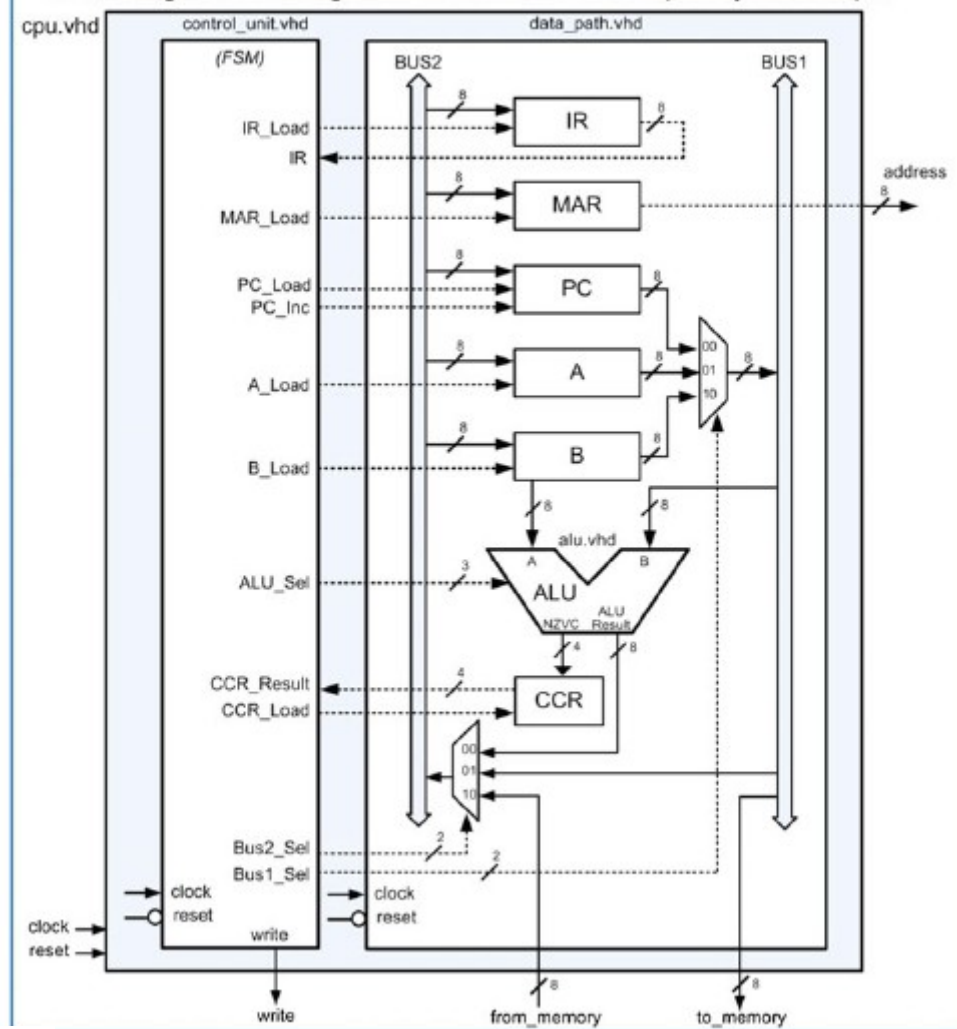 cpu.vhd
control_unit.vhd
data_path.vhd
(FSM)
BUS2
BUS1
8
IR
8
IR_Load
IR
address
8
8
MAR
MAR_Load
8
PC
8
PC_Load
PC_Inc
00
01
10
8
8
A
8
A_Load
8
B
8
B_Load
8
8
alu.vhd
A
B
ALU_Sel
3
ALU
NZVC
ALU
Result
4
8
CCR_Result
4
CCR
CCR_Load
00
01
10
Bus2_Sel
2
Bus1_Sel
2
clock
reset
clock
reset
clock
reset
write
8
8
write
from_memory
to_memory